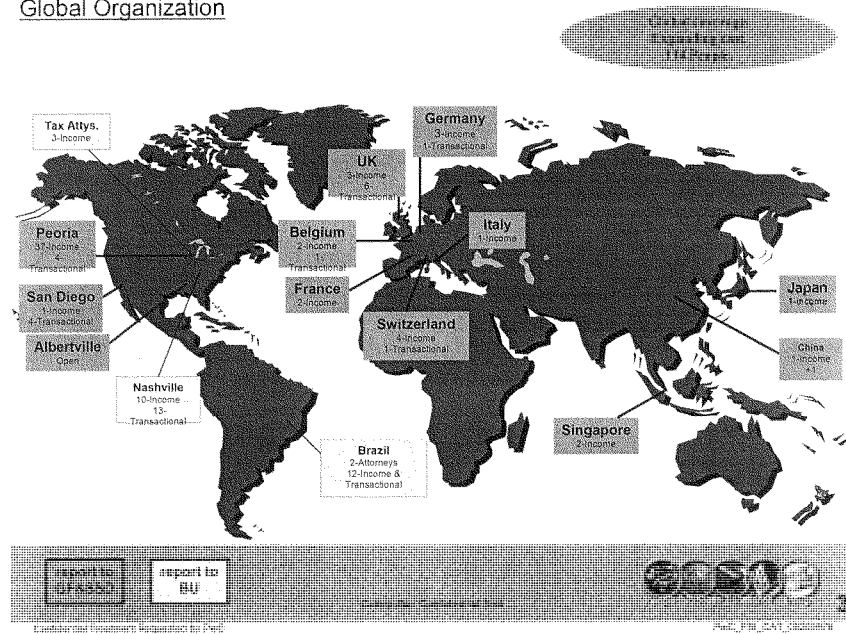 Global Organization
Tax Attys.
3-Income
Germany
3-Income
1-Transactional
UK
3-Income
6-
Transactional
Peoria
37-Income
4-
Transactional
Belgium
2-Income
1-
Transactional
Italy
1-Income
San Diego
1-Income
4-Transactional
France
2-Income
Japan
1-Income
Albertville
Open
Switzerland
4-Income
1-Transactional
China
1-Income
+1
Nashville
10-Income
13-
Transactional
Singapore
2-Income
Brazil
2-Attorneys
12-Income &
Transactional
report to
report to
BU